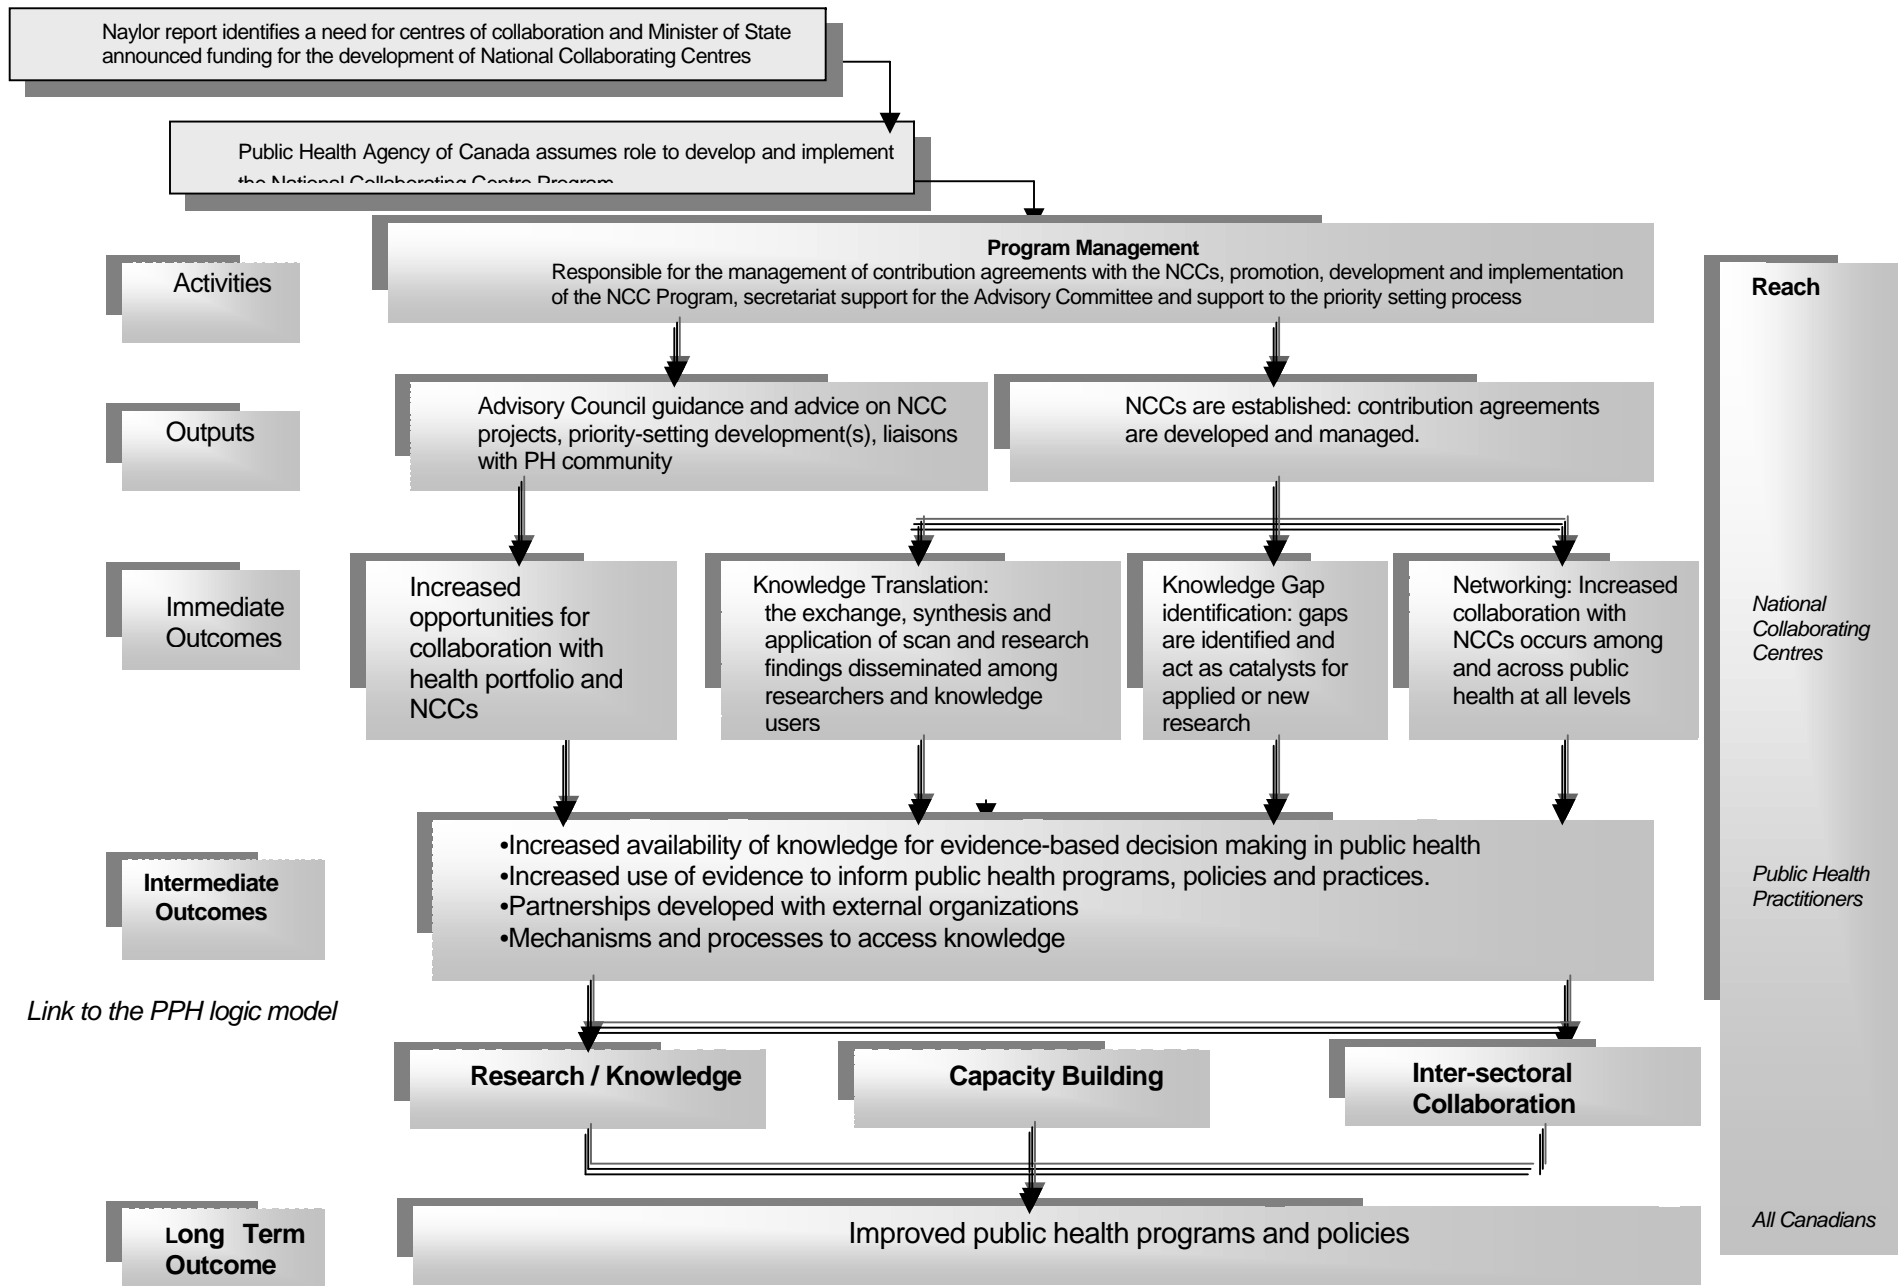 Naylor report identifies a need for centres of collaboration and Minister of State
announced funding for the development of National Collaborating Centres
Public Health Agency of Canada assumes role to develop and implement
the National Collaborating Centre Program
Program Management
Responsible for the management of contribution agreements with the NCCs, promotion, development and implementation
of the NCC Program, secretariat support for the Advisory Committee and support to the priority setting process
Activities
Reach
Outputs
Advisory Council guidance and advice on NCC
projects, priority-setting development(s), liaisons
with PH community
NCCs are established: contribution agreements
are developed and managed.
Immediate
Outcomes
Increased
opportunities for
collaboration with
health portfolio and
NCCs
Knowledge Translation:
the exchange, synthesis and
application of scan and research
findings disseminated among
researchers and knowledge
users
Knowledge Gap
identification: gaps
are identified and
act as catalysts for
applied or new
research
Networking: Increased
collaboration with
NCCs occurs among
and across public
health at all levels
National
Collaborating
Centres
Intermediate
Outcomes
•Increased availability of knowledge for evidence-based decision making in public health
•Increased use of evidence to inform public health programs, policies and practices.
•Partnerships developed with external organizations
•Mechanisms and processes to access knowledge
Public Health
Practitioners
Link to the PPH logic model
Research / Knowledge
Capacity Building
Inter-sectoral
Collaboration
Long Term
Outcome
Improved public health programs and policies
All Canadians